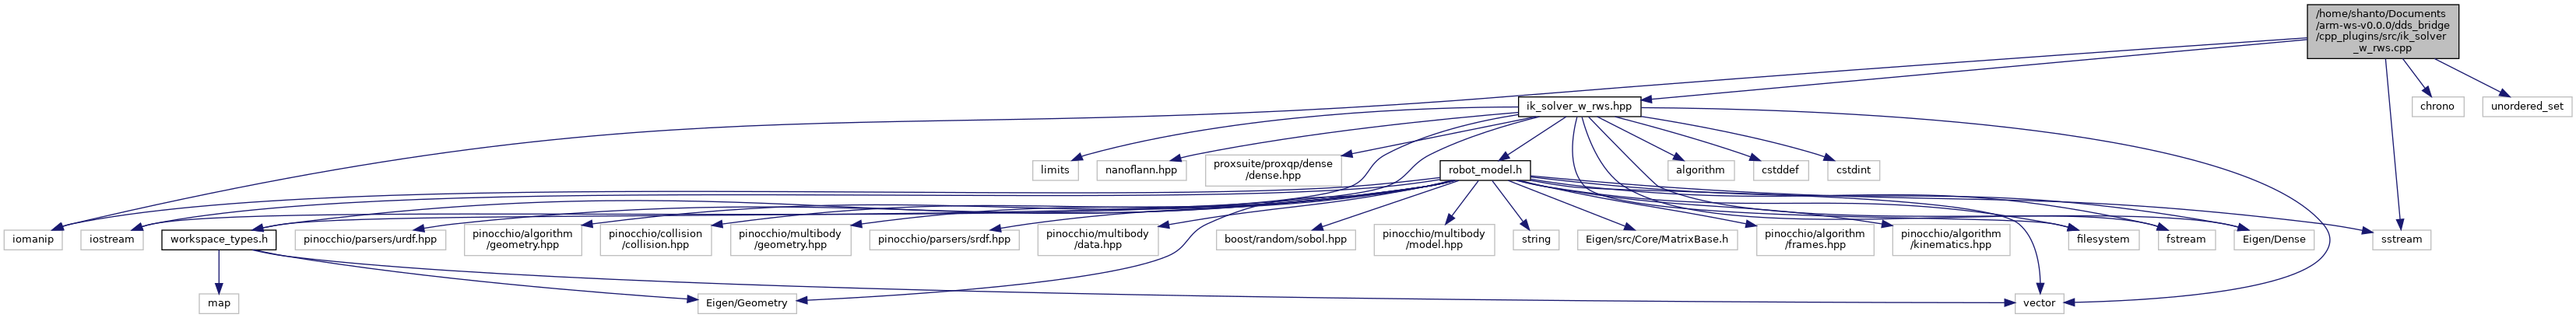 /home/shanto/Documents
/arm-ws-v0.0.0/dds_bridge
/cpp_plugins/src/ik_solver
_w_rws.cpp
ik_solver_w_rws.hpp
chrono
unordered_set
limits
nanoflann.hpp
proxsuite/proxqp/dense
/dense.hpp
robot_model.h
algorithm
cstddef
cstdint
iomanip
iostream
workspace_types.h
pinocchio/parsers/urdf.hpp
pinocchio/algorithm
/geometry.hpp
pinocchio/collision
/collision.hpp
pinocchio/multibody
/geometry.hpp
pinocchio/parsers/srdf.hpp
pinocchio/multibody
/data.hpp
boost/random/sobol.hpp
pinocchio/multibody
/model.hpp
string
Eigen/src/Core/MatrixBase.h
pinocchio/algorithm
/frames.hpp
pinocchio/algorithm
/kinematics.hpp
filesystem
fstream
Eigen/Dense
sstream
map
Eigen/Geometry
vector